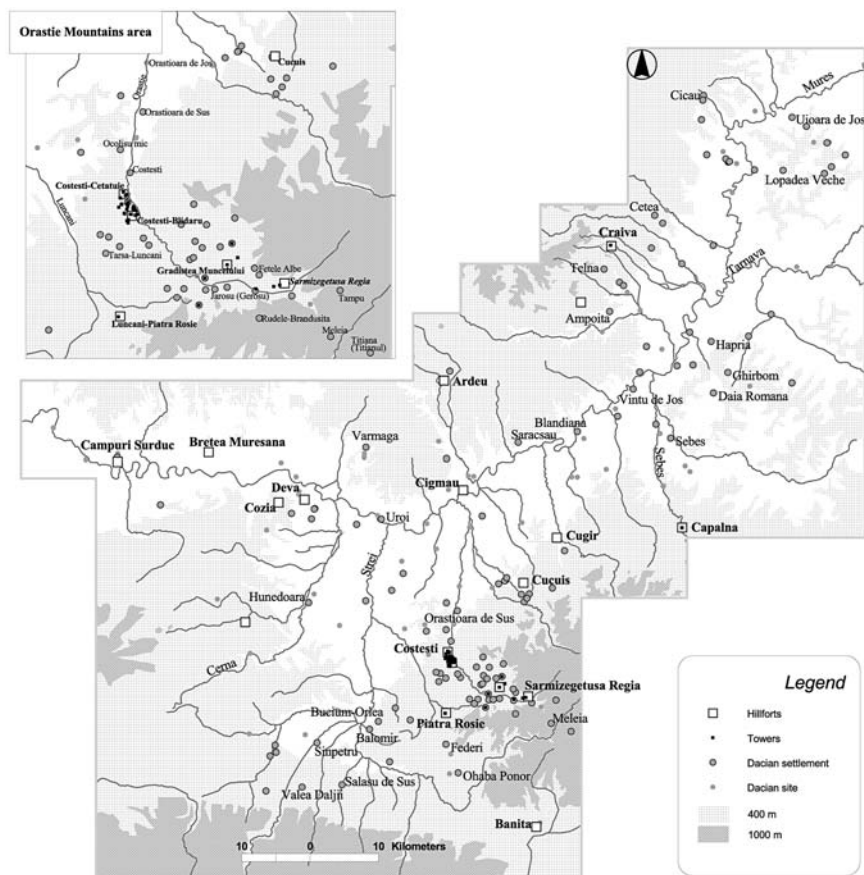 Orastie Mountains area
Orastioara de Jos
Cucuis
Orastie
Orastioara de Sus
Ocolisu mic
Costesti
Costesti-Cetatuie
Luncani
Costesti-Blidaru
Tarsa-Luncani
Gradistea Muncelului
Fetele Albe
Sarmizegetusa Regia
Jarosu (Gerosu)
Tampu
Luncani-Piatra Rosie
Rudele-Brandusita
Meleia
Titiana
(Titianul)
Cicau
Mures
Uioara de Jos
Lopadea Veche
Cetea
Craiva
Tarnava
Felna
Ampoita
Hapria
Ghirbom
Daia Romana
Ardeu
Vintu de Jos
Blandiana
Saracsau
Sebes
Sebes
Varmaga
Bretea Muresana
Campuri Surduc
Cigmau
Deva
Cozia
Uroi
Capalna
Cugir
Strei
Cucuis
Hunedoara
Orastioara de Sus
Costești
Cerna
Sarmizegetusa Regia
Bucium-Orlea
Piatra Rosie
Meleia
Balomir
Sinpetru
Federi
Ohaba Ponor
Salasu de Sus
Valea Daljii
Banita
10 0 10 Kilometers
Legend
Hillforts
Towers
Dacian settlement
Dacian site
400 m
1000 m